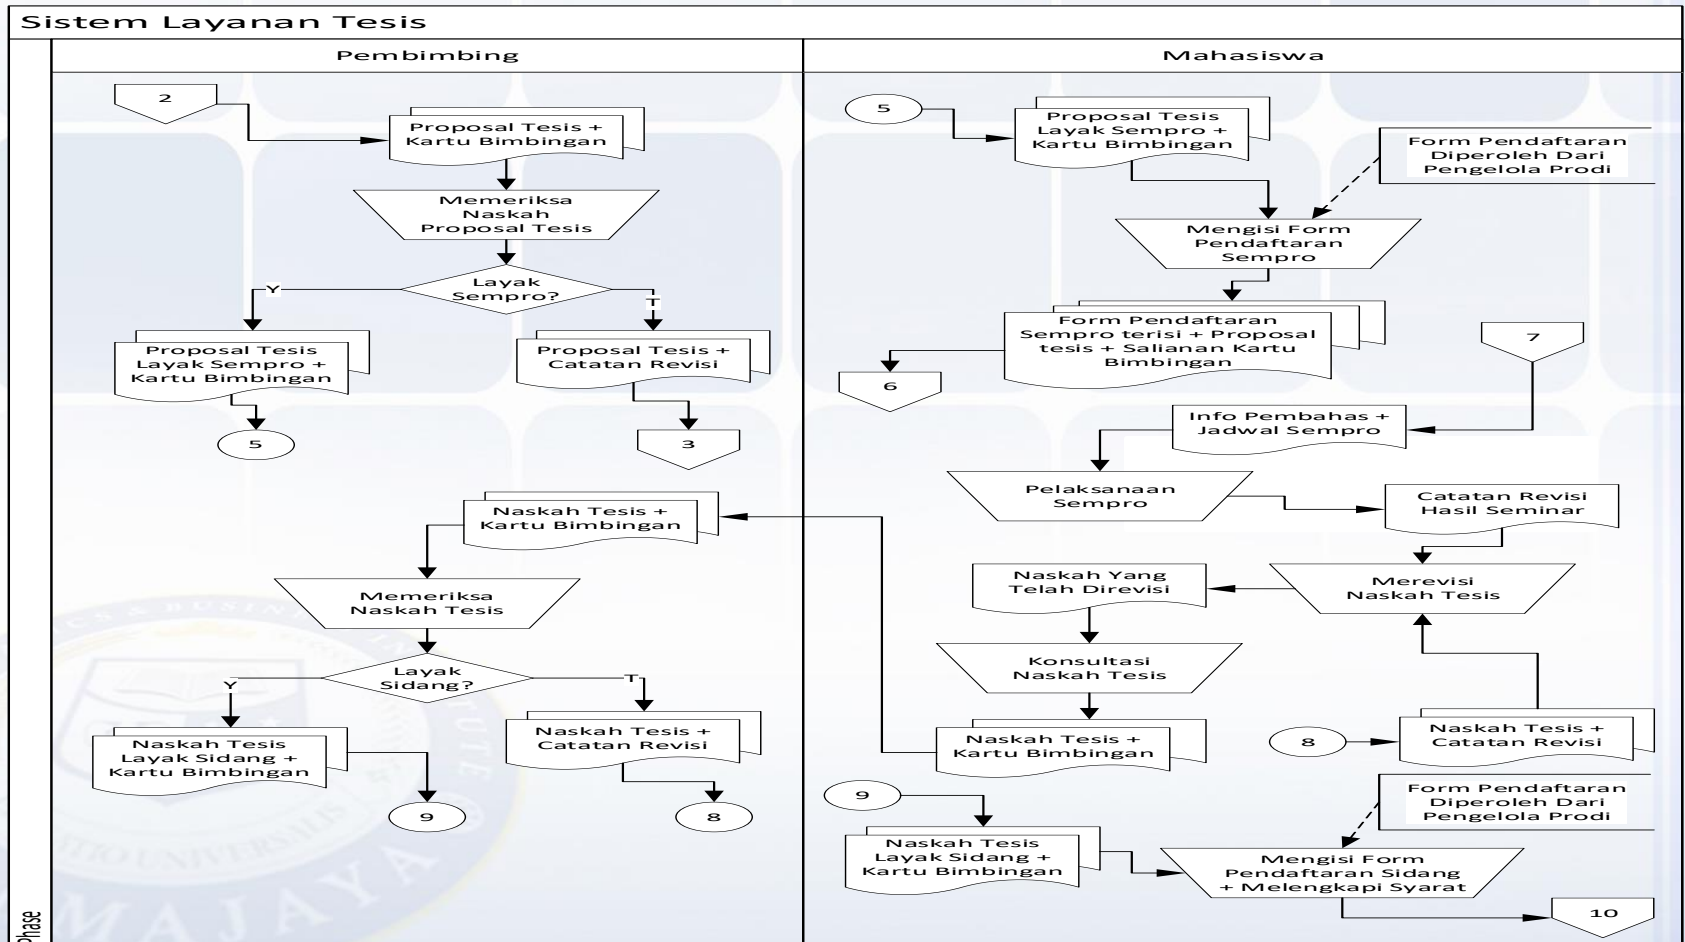 Sistem Layanan Tesis
Pembimbing
Mahasiswa
2
Proposal Tesis +
Kartu Bimbingan
Memeriksa
Naskah
Proposal Tesis
Layak
Sempro?
Y
T
Proposal Tesis
Layak Sempro +
Kartu Bimbingan
Proposal Tesis +
Catatan Revisi
5
3
Naskah Tesis +
Kartu Bimbingan
Memeriksa
Naskah Tesis
Layak
Sidang?
Y
T
Naskah Tesis
Layak Sidang +
Kartu Bimbingan
Naskah Tesis +
Catatan Revisi
9
8
5
Proposal Tesis
Layak Sempro +
Kartu Bimbingan
Form Pendaftaran
Diperoleh Dari
Pengelola Prodi
Mengisi Form
Pendaftaran
Sempro
Form Pendaftaran
Sempro terisi + Proposal
tesis + Salianan Kartu
Bimbingan
6
7
Info Pembahas +
Jadwal Sempro
Pelaksanaan
Sempro
Catatan Revisi
Hasil Seminar
Merevisi
Naskah Tesis
Naskah Yang
Telah Direvisi
Konsultasi
Naskah Tesis
Naskah Tesis +
Kartu Bimbingan
8
Naskah Tesis +
Catatan Revisi
9
Naskah Tesis
Layak Sidang +
Kartu Bimbingan
Form Pendaftaran
Diperoleh Dari
Pengelola Prodi
Mengisi Form
Pendaftaran Sidang
+ Melengkapi Syarat
10
Phase